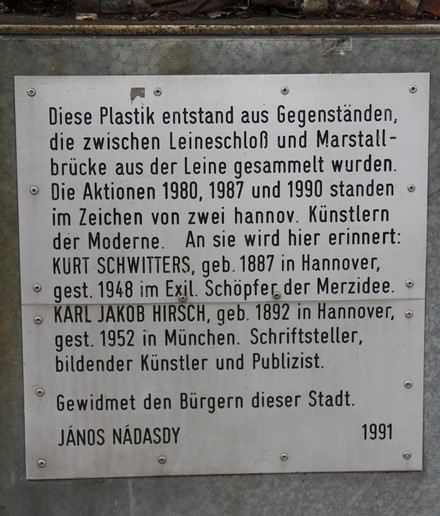 Diese Plastik entstand aus Gegenständen,
die zwischen Leineschloß und Marstall-
brücke aus der Leine gesammelt wurden.
Die Aktionen 1980, 1987 und 1990 standen
im Zeichen von zwei hannov. Künstlern
der Moderne. An sie wird hier erinnert:
KURT SCHWITTERS, geb. 1887 in Hannover,
gest. 1948 im Exil. Schöpfer der Merzidee.
KARL JAKOB HIRSCH, geb. 1892 in Hannover,
gest. 1952 in München. Schriftsteller,
bildender Künstler und Publizist.
Gewidmet den Bürgern dieser Stadt.
JÁNOS NÁDASDY 1991